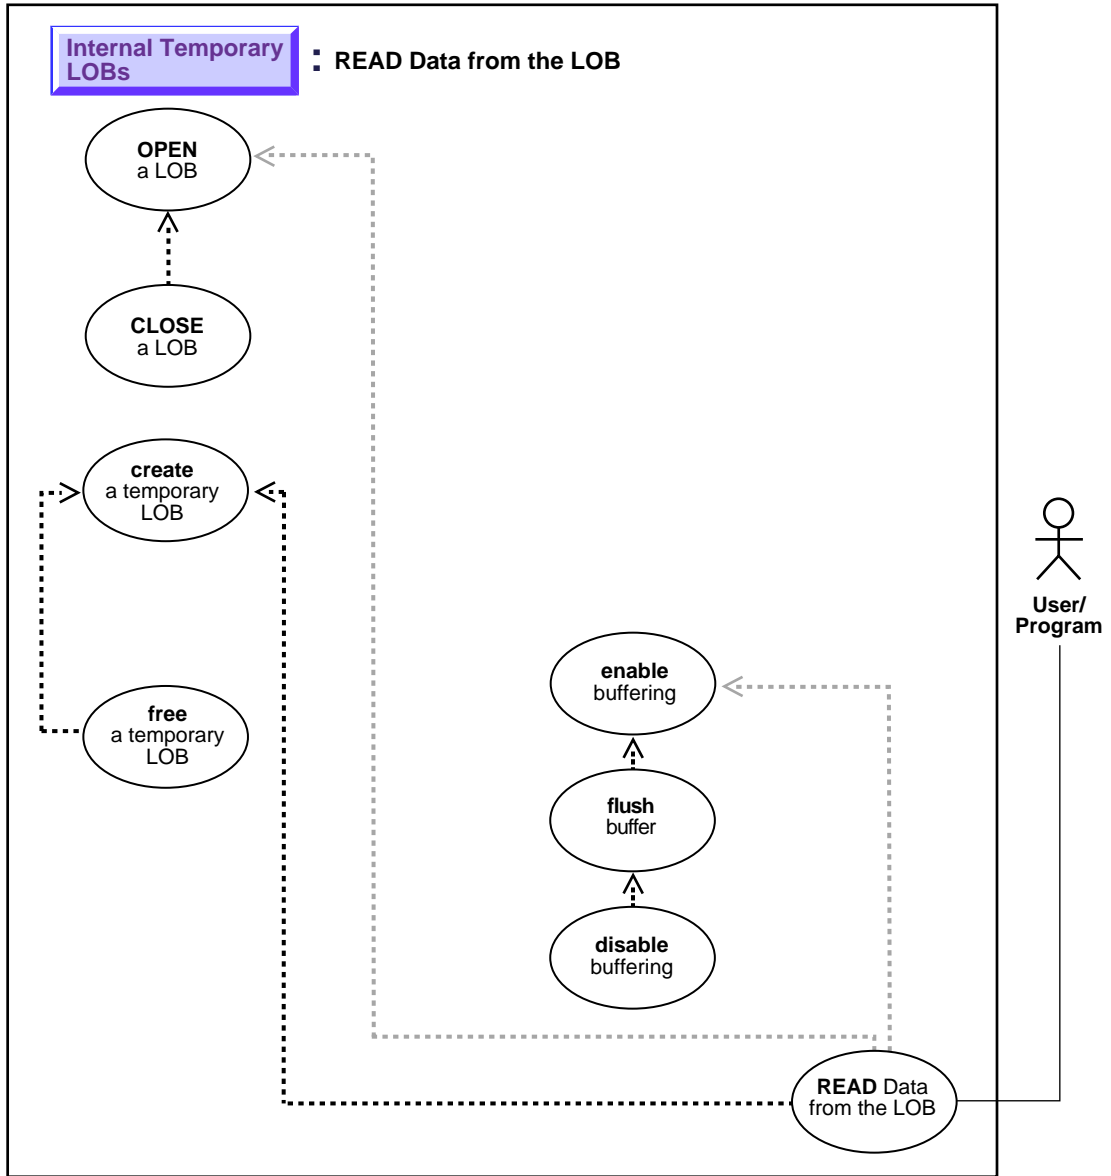 Internal Temporary
LOBs
: READ Data from the LOB
OPEN
a LOB
CLOSE
a LOB
create
a temporary
LOB
User/
Program
enable
buffering
free
a temporary
LOB
flush
buffer
disable
buffering
READ Data
from the LOB